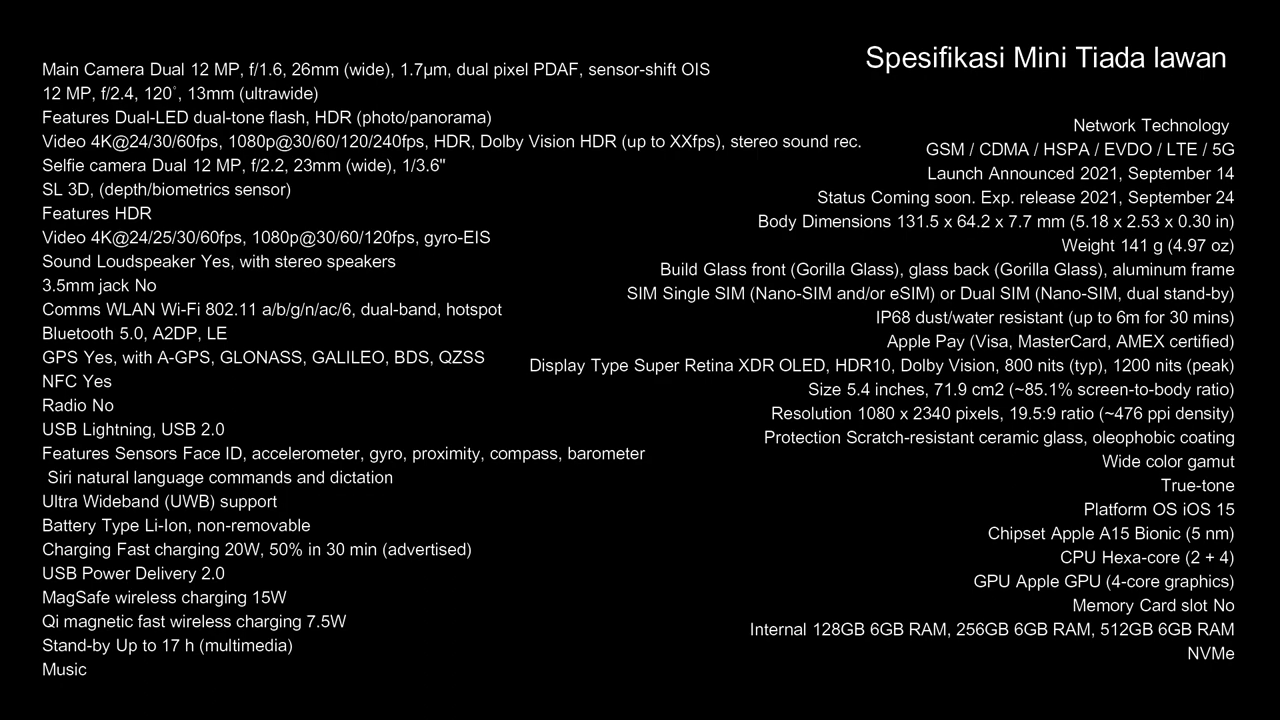 Spesifikasi Mini Tiada lawan
Main Camera Dual 12 MP, f/1.6, 26mm (wide), 1.7µm, dual pixel PDAF, sensor-shift OIS
12 MP, f/2.4, 120˚, 13mm (ultrawide)
Features Dual-LED dual-tone flash, HDR (photo/panorama)
Video 4K@24/30/60fps, 1080p@30/60/120/240fps, HDR, Dolby Vision HDR (up to XXfps), stereo sound rec.
Selfie camera Dual 12 MP, f/2.2, 23mm (wide), 1/3.6"
SL 3D, (depth/biometrics sensor)
Features HDR
Video 4K@24/25/30/60fps, 1080p@30/60/120fps, gyro-EIS
Sound Loudspeaker Yes, with stereo speakers
3.5mm jack No
Comms WLAN Wi-Fi 802.11 a/b/g/n/ac/6, dual-band, hotspot
Bluetooth 5.0, A2DP, LE
GPS Yes, with A-GPS, GLONASS, GALILEO, BDS, QZSS
NFC Yes
Radio No
USB Lightning, USB 2.0
Features Sensors Face ID, accelerometer, gyro, proximity, compass, barometer
Siri natural language commands and dictation
Ultra Wideband (UWB) support
Battery Type Li-Ion, non-removable
Charging Fast charging 20W, 50% in 30 min (advertised)
USB Power Delivery 2.0
MagSafe wireless charging 15W
Qi magnetic fast wireless charging 7.5W
Stand-by Up to 17 h (multimedia)
Music
Network Technology
GSM / CDMA / HSPA / EVDO / LTE / 5G
Launch Announced 2021, September 14
Status Coming soon. Exp. release 2021, September 24
Body Dimensions 131.5 x 64.2 x 7.7 mm (5.18 x 2.53 x 0.30 in)
Weight 141 g (4.97 oz)
Build Glass front (Gorilla Glass), glass back (Gorilla Glass), aluminum frame
SIM Single SIM (Nano-SIM and/or eSIM) or Dual SIM (Nano-SIM, dual stand-by)
IP68 dust/water resistant (up to 6m for 30 mins)
Apple Pay (Visa, MasterCard, AMEX certified)
Display Type Super Retina XDR OLED, HDR10, Dolby Vision, 800 nits (typ), 1200 nits (peak)
Size 5.4 inches, 71.9 cm2 (~85.1% screen-to-body ratio)
Resolution 1080 x 2340 pixels, 19.5:9 ratio (~476 ppi density)
Protection Scratch-resistant ceramic glass, oleophobic coating
Wide color gamut
True-tone
Platform OS iOS 15
Chipset Apple A15 Bionic (5 nm)
CPU Hexa-core (2 + 4)
GPU Apple GPU (4-core graphics)
Memory Card slot No
Internal 128GB 6GB RAM, 256GB 6GB RAM, 512GB 6GB RAM
NVMe